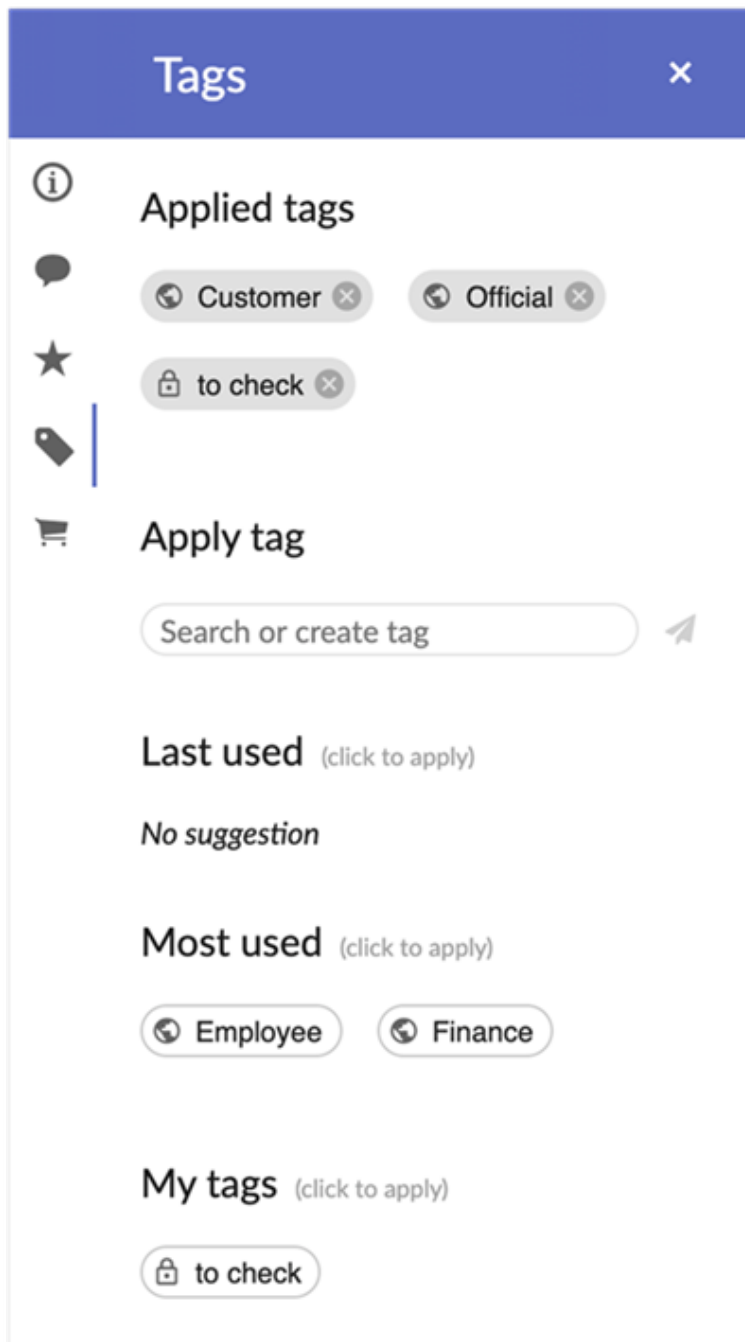 Tags
Applied tags
Customer Official
to check
Apply tag
Search or create tag
Last used (click to apply)
No suggestion
Most used (click to apply)
Employee Finance
My tags (click to apply)
to check